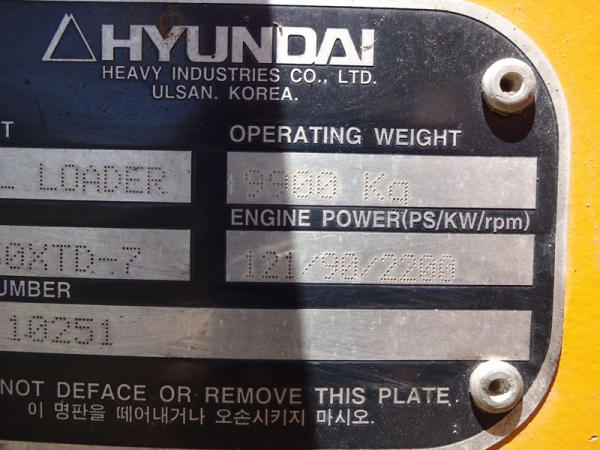 HYUNDAI
HEAVY INDUSTRIES CO., LTD.
ULSAN. KOREA.
T OPERATING WEIGHT
L LOADER 9900 Kg
ENGINE POWER(PS/KW/rpm)
60XTD-7 121/90/2200
UMBER
10251
NOT DEFACE OR REMOVE THIS PLATE.
이 명판을 떼어내거나 오손시키지 마시오.